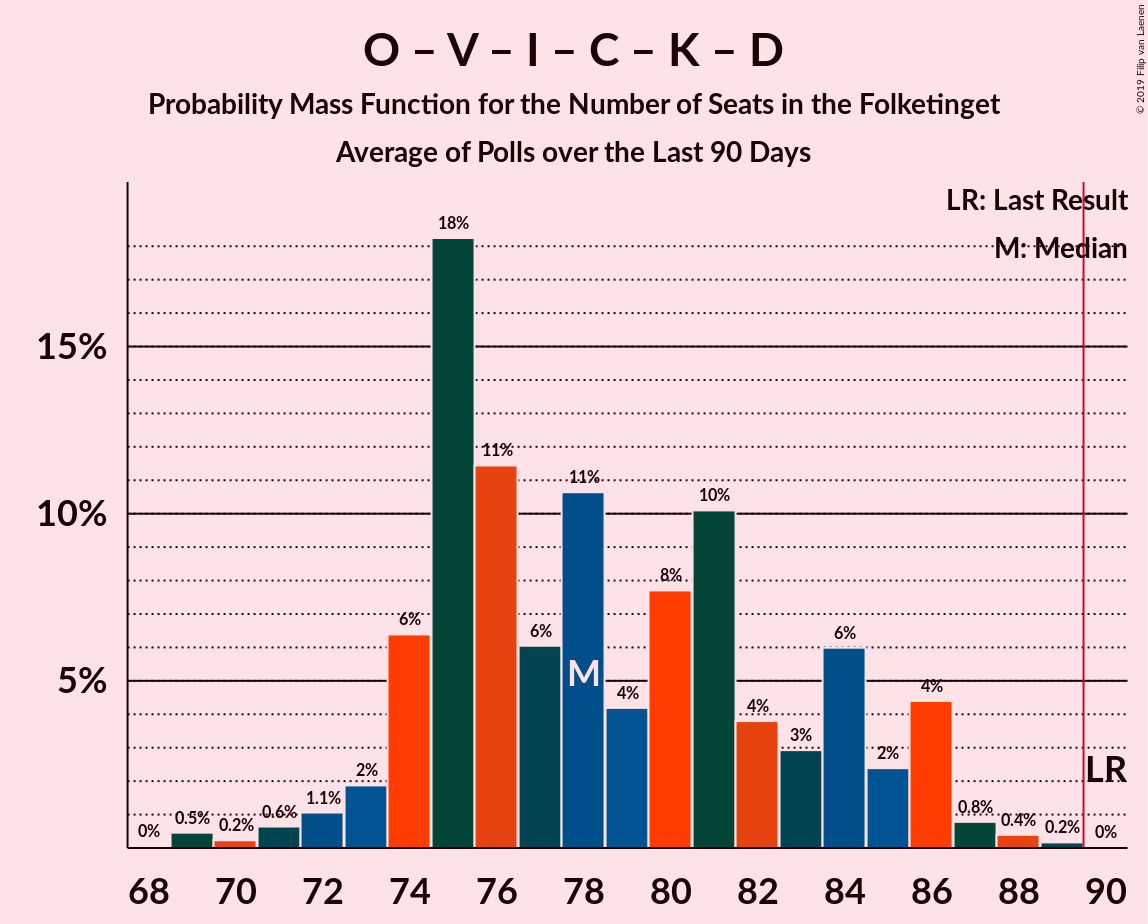 O – V – I – C – K – D
Probability Mass Function for the Number of Seats in the Folketinget
Average of Polls over the Last 90 Days
© 2019 Filip van Laenen
LR: Last Result
M: Median
15%
10%
5%
0%
0.5%
0.2%
0.6%
1.1%
2%
6%
18%
11%
6%
11%
4%
8%
10%
4%
3%
6%
2%
4%
0.8%
0.4%
0.2%
0%
M
LR
68 70 72 74 76 78 80 82 84 86 88 90